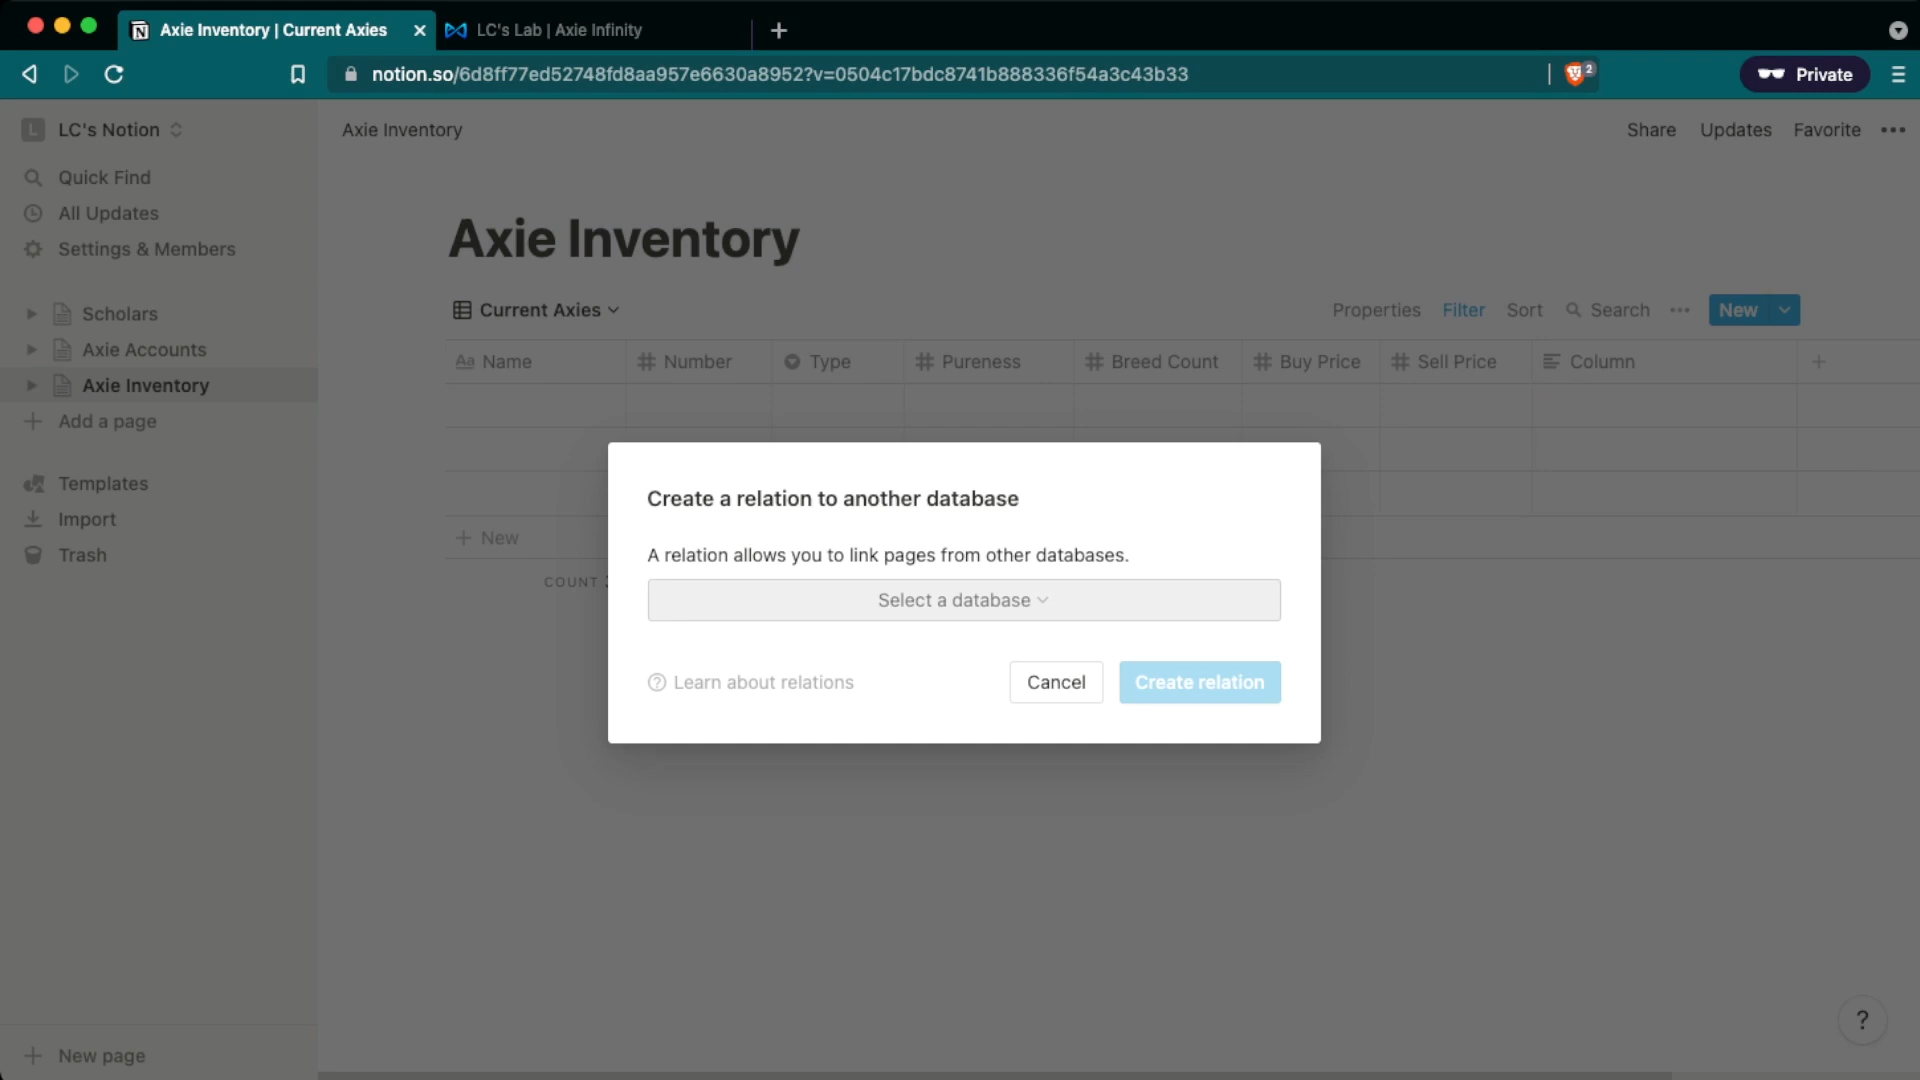 Axie Inventory | Current Axies
LC's Lab | Axie Infinity
notion.so/6d8ff77ed52748fd8aa957e6630a8952?v=0504c17bdc8741b888336f54a3c43b33
2
Private
L
LC's Notion
Axie Inventory
Share
Updates
Favorite
Quick Find
All Updates
Settings & Members
Scholars
Axie Accounts
Axie Inventory
Add a page
Templates
Import
Trash
New page
Axie Inventory
Current Axies
Properties
Filter
Sort
Search
New
Aa Name
Number
Type
Pureness
Breed Count
Buy Price
Sell Price
Column
New
COUNT
Create a relation to another database
A relation allows you to link pages from other databases.
Select a database
Learn about relations
Cancel
Create relation
?